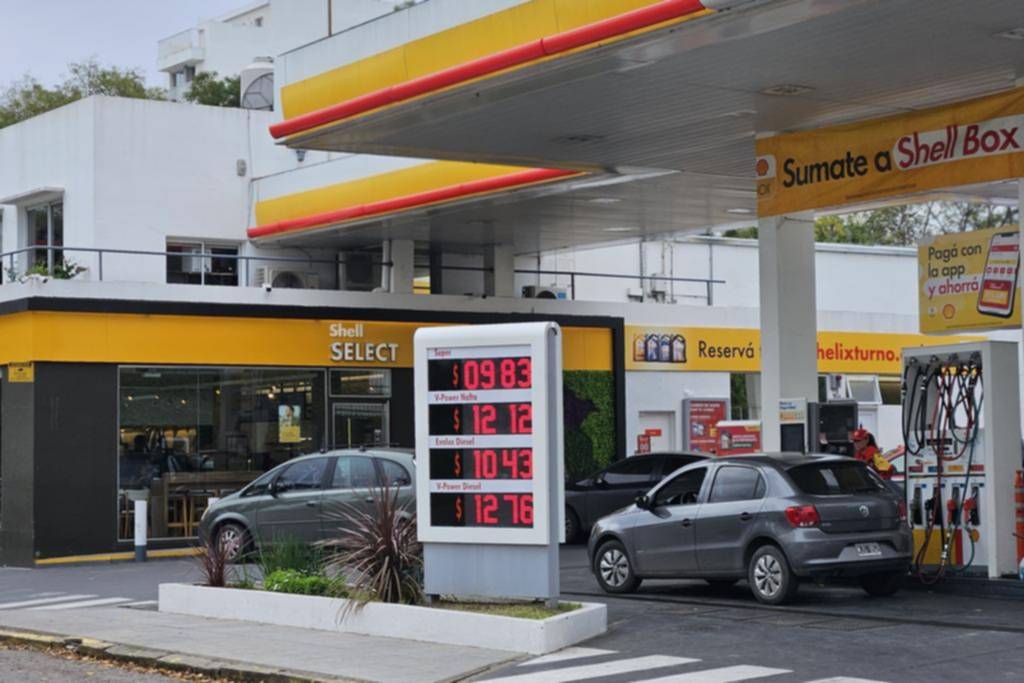 Sumate a Shell Box
Pagá con
la app
y ahorrá
Shell
SELECT
Reservá
helixturno.
Super
$ 0983
V-Power Nafta
$ 1212
Evolux Diesel
$ 1043
V-Power Diesel
$ 1276